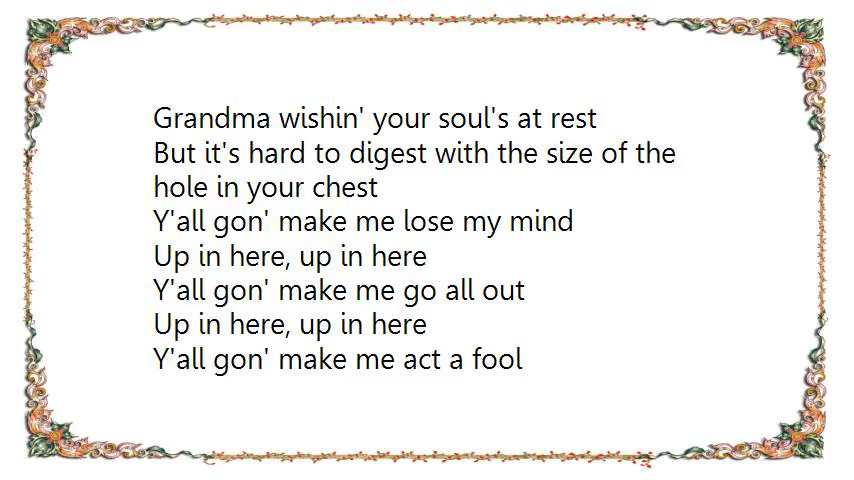 Grandma wishin' your soul's at rest
But it's hard to digest with the size of the
hole in your chest
Y'all gon' make me lose my mind
Up in here, up in here
Y'all gon' make me go all out
Up in here, up in here
Y'all gon' make me act a fool